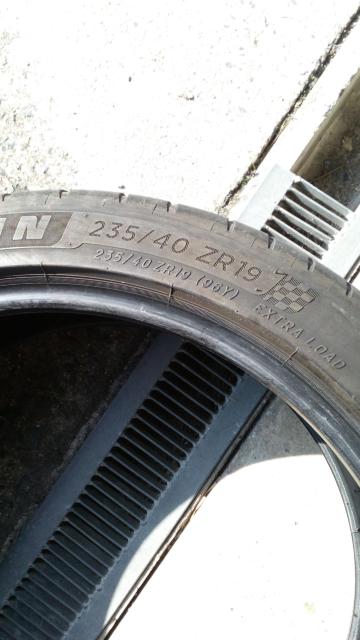 IN 235/40 ZR19
235/40 ZR19 (96Y) EXTRA LOAD